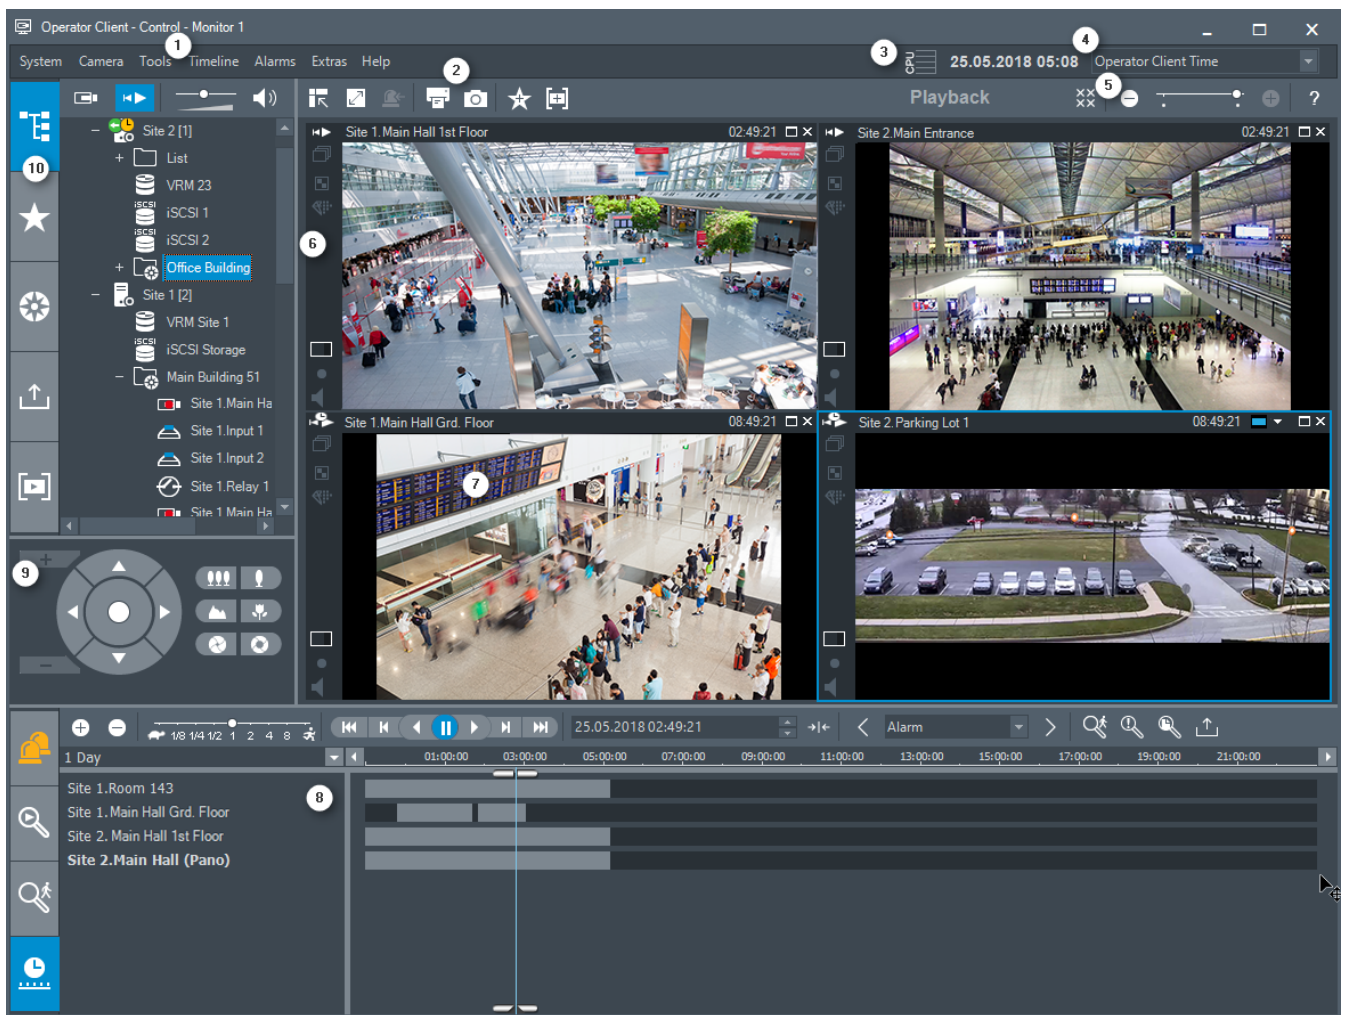 Operator Client - Control - Monitor 1
1
System Camera Tools Timeline Alarms Extras Help
2
3
CPU
25.05.2018 05:08
4
Operator Client Time
5
Playback
XX
XX
?
Site 2 [1]
List
VRM 23
iSCSI
iSCSI 1
iSCSI
iSCSI 2
Office Building
Site 1 [2]
VRM Site 1
iSCSI
iSCSI Storage
Main Building 51
Site 1.Main Ha
Site 1.Input 1
Site 1.Input 2
Site 1.Relay 1
Site 1 Main Ha
10
Site 1.Main Hall 1st Floor 02:49:21
Site 2.Main Entrance 02:49:21
6
Site 1.Main Hall Grd. Floor 08:49:21
Site 2.Parking Lot 1 08:49:21
7
9
1/8 1/4 1/2 1 2 4 8
25.05.2018 02:49:21
Alarm
1 Day
01:00:00 03:00:00 05:00:00 07:00:00 09:00:00 11:00:00 13:00:00 15:00:00 17:00:00 19:00:00 21:00:00
Site 1.Room 143
8
Site 1.Main Hall Grd. Floor
Site 2. Main Hall 1st Floor
Site 2.Main Hall (Pano)